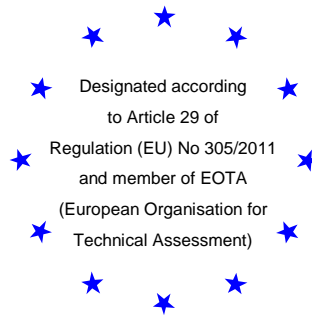 Designated according
to Article 29 of
Regulation (EU) No 305/2011
and member of EOTA
(European Organisation for
Technical Assessment)